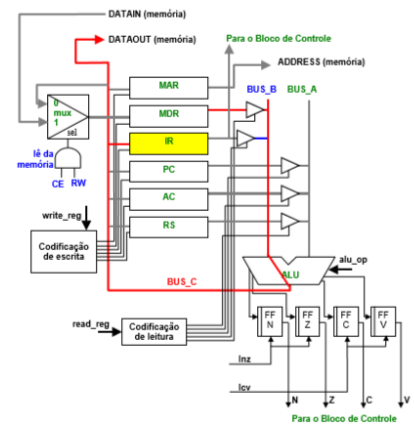 DATAIN (memória)
DATAOUT (memória)
Para o Bloco de Controle
ADDRESS (memória)
BUS_B
BUS_A
MAR
MDR
IR
PC
AC
RS
0
mux
1
sel
lê da
memória
CE
RW
write_reg
Codificação
de escrita
BUS_C
ALU
alu_op
read_reg
Codificação
de leitura
FF
N
FF
Z
FF
C
FF
V
lnz
lcv
N
Z
C
V
Para o Bloco de Controle